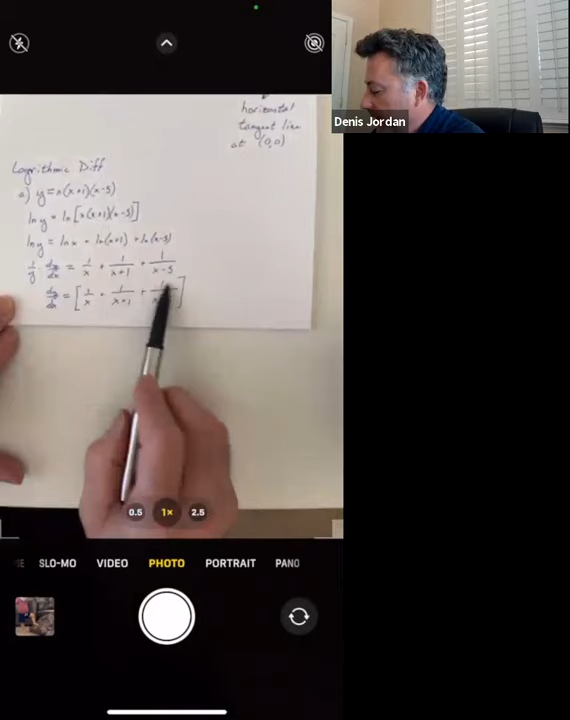 Denis Jordan
horizontal
tangent line
at (0,0)
Logarithmic Diff
a) y = x(x+1)(x-3)
ln y = ln[x(x+1)(x-3)]
ln y = ln x + ln(x+1) + ln(x-3)
1/y · dy/dx = 1/x + 1/x+1 + 1/x-3
dy/dx = [1/x + 1/x+1 +
0.5 1× 2.5
SLO-MO VIDEO PHOTO PORTRAIT PANO